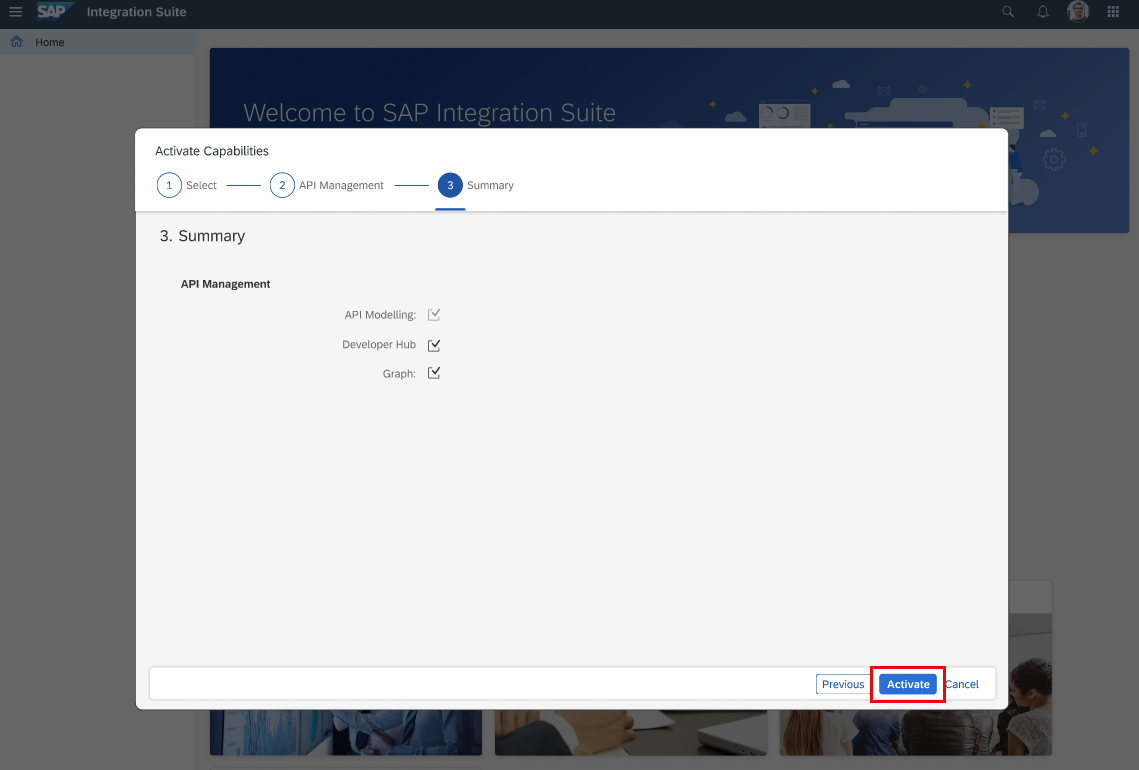 SAP Integration Suite
Home
Welcome to SAP Integration Suite
Activate Capabilities
1 Select 2 API Management 3 Summary
3. Summary
API Management
API Modelling:
Developer Hub
Graph:
Previous Activate Cancel